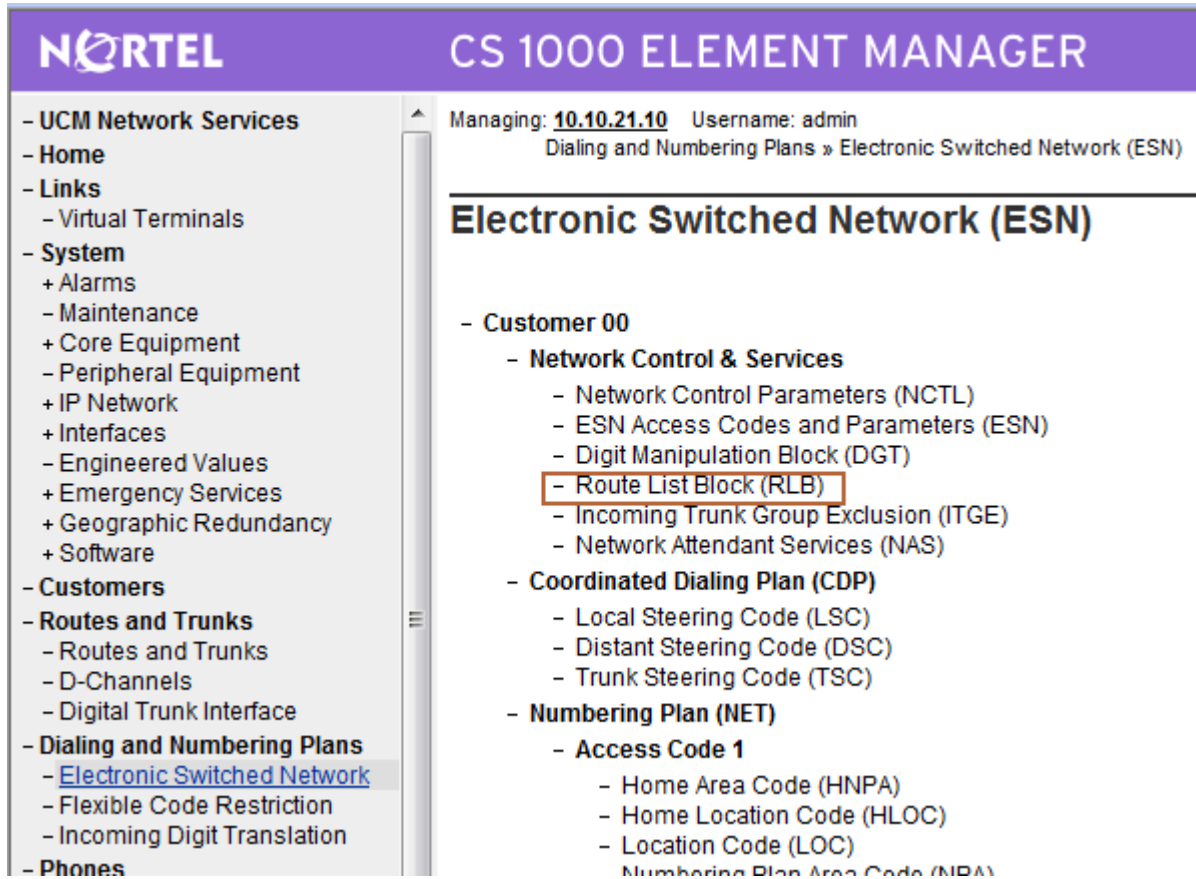 NORTEL
CS 1000 ELEMENT MANAGER
– UCM Network Services
– Home
– Links
– Virtual Terminals
– System
+ Alarms
– Maintenance
+ Core Equipment
– Peripheral Equipment
+ IP Network
+ Interfaces
– Engineered Values
+ Emergency Services
+ Geographic Redundancy
+ Software
– Customers
– Routes and Trunks
– Routes and Trunks
– D-Channels
– Digital Trunk Interface
– Dialing and Numbering Plans
– Electronic Switched Network
– Flexible Code Restriction
– Incoming Digit Translation
– Phones
Managing: 10.10.21.10 Username: admin
Dialing and Numbering Plans » Electronic Switched Network (ESN)
Electronic Switched Network (ESN)
– Customer 00
– Network Control & Services
– Network Control Parameters (NCTL)
– ESN Access Codes and Parameters (ESN)
– Digit Manipulation Block (DGT)
– Route List Block (RLB)
– Incoming Trunk Group Exclusion (ITGE)
– Network Attendant Services (NAS)
– Coordinated Dialing Plan (CDP)
– Local Steering Code (LSC)
– Distant Steering Code (DSC)
– Trunk Steering Code (TSC)
– Numbering Plan (NET)
– Access Code 1
– Home Area Code (HNPA)
– Home Location Code (HLOC)
– Location Code (LOC)
– Numbering Plan Area Code (NPA)